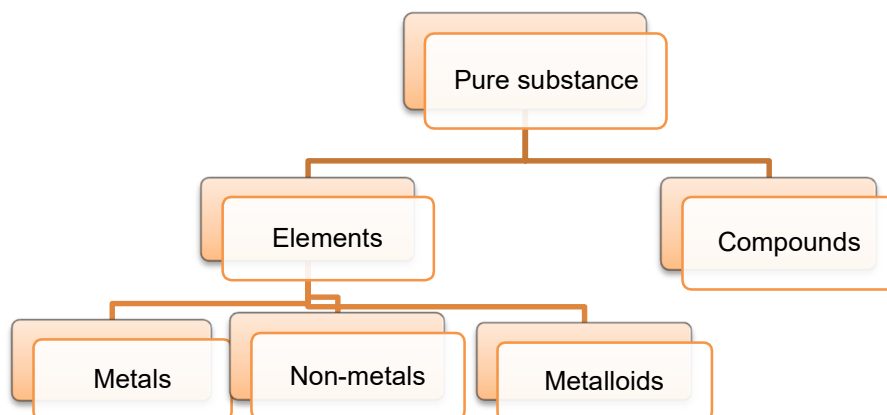 Pure substance
Elements
Compounds
Metals
Non-metals
Metalloids